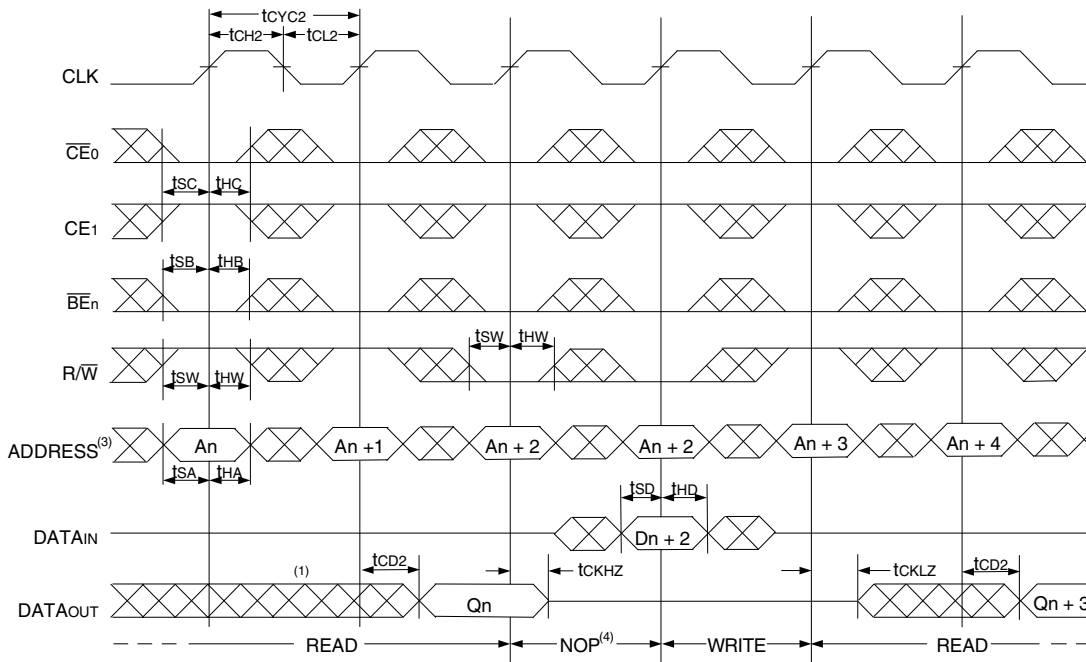 tCYC2
tCH2 tCL2
CLK
CE0
tSC tHC
CE1
tSB tHB
BEn
tSW tHW
R/W
tSW tHW
ADDRESS(3) An An +1 An + 2 An + 2 An + 3 An + 4
tSA tHA
tSD tHD
DATAIN Dn + 2
(1) tCD2 tCKHZ tCKLZ tCD2
DATAOUT Qn Qn + 3
READ NOP(4) WRITE READ